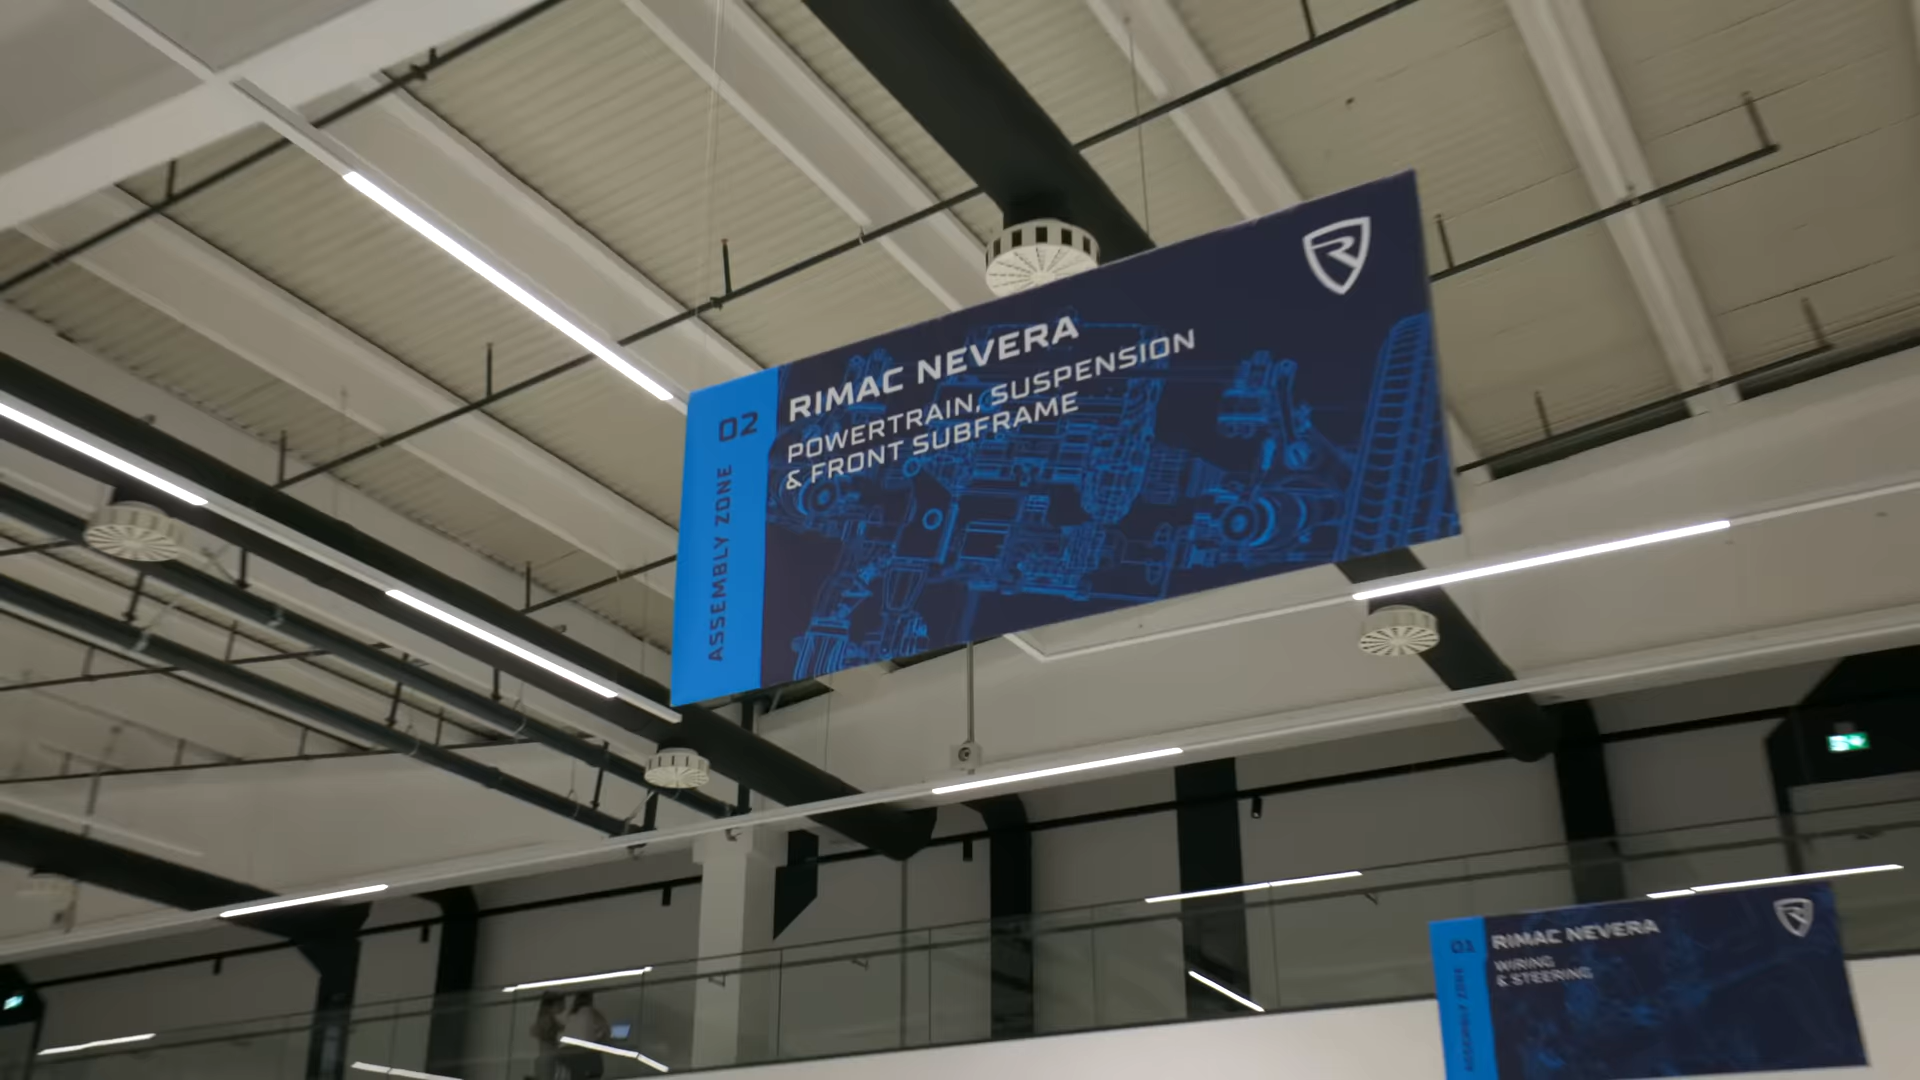 02
ASSEMBLY ZONE
RIMAC NEVERA
POWERTRAIN, SUSPENSION
& FRONT SUBFRAME
01
ASSEMBLY ZONE
RIMAC NEVERA
WIRING
& STEERING